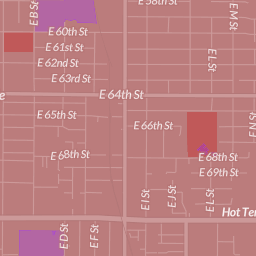 E 58th St
E B St
E M St
E 60th St
E 61st St
E L St
E 62nd St
E 63rd St
E 64th St
e
E 65th St
E 66th St
E N St
E 68th St
E 68th St
E 69th St
E I St
E J St
E L St
Hot Ter
E D St
E F St